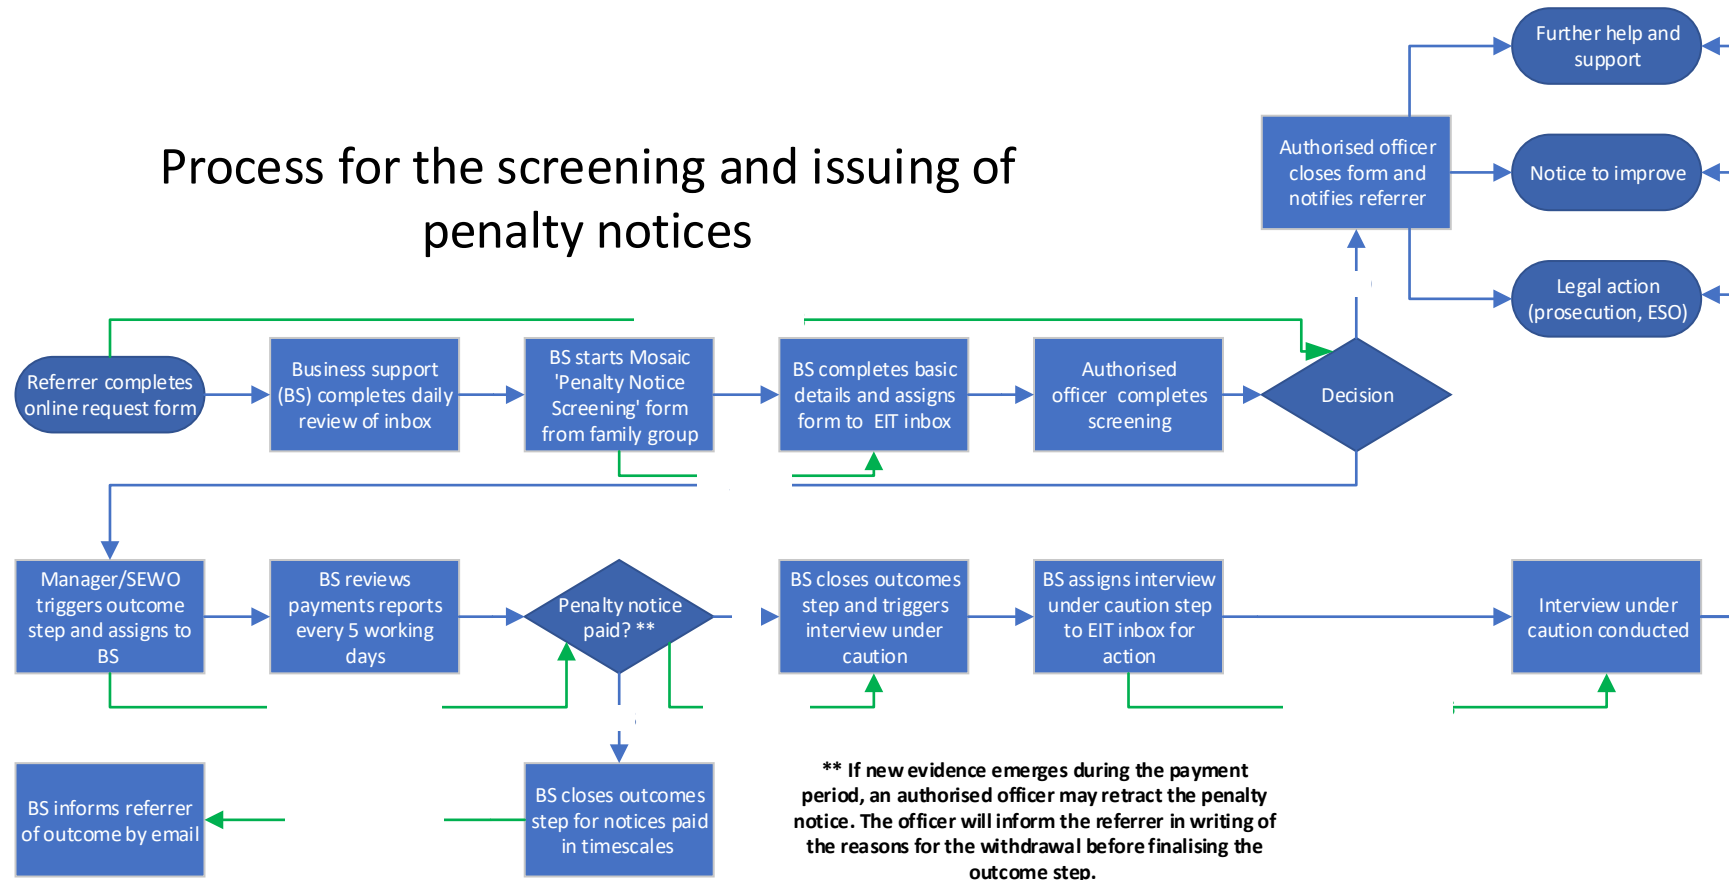 Process for the screening and issuing of
penalty notices
Further help and
support
Authorised officer
closes form and
notifies referrer
Notice to improve
Legal action
(prosecution, ESO)
Referrer completes
online request form
Business support
(BS) completes daily
review of inbox
BS starts Mosaic
'Penalty Notice
Screening' form
from family group
BS completes basic
details and assigns
form to EIT inbox
Authorised
officer completes
screening
Decision
Manager/SEWO
triggers outcome
step and assigns to
BS
BS reviews
payments reports
every 5 working
days
Penalty notice
paid? **
BS closes outcomes
step and triggers
interview under
caution
BS assigns interview
under caution step
to EIT inbox for
action
Interview under
caution conducted
BS informs referrer
of outcome by email
BS closes outcomes
step for notices paid
in timescales
** If new evidence emerges during the payment
period, an authorised officer may retract the penalty
notice. The officer will inform the referrer in writing of
the reasons for the withdrawal before finalising the
outcome step.